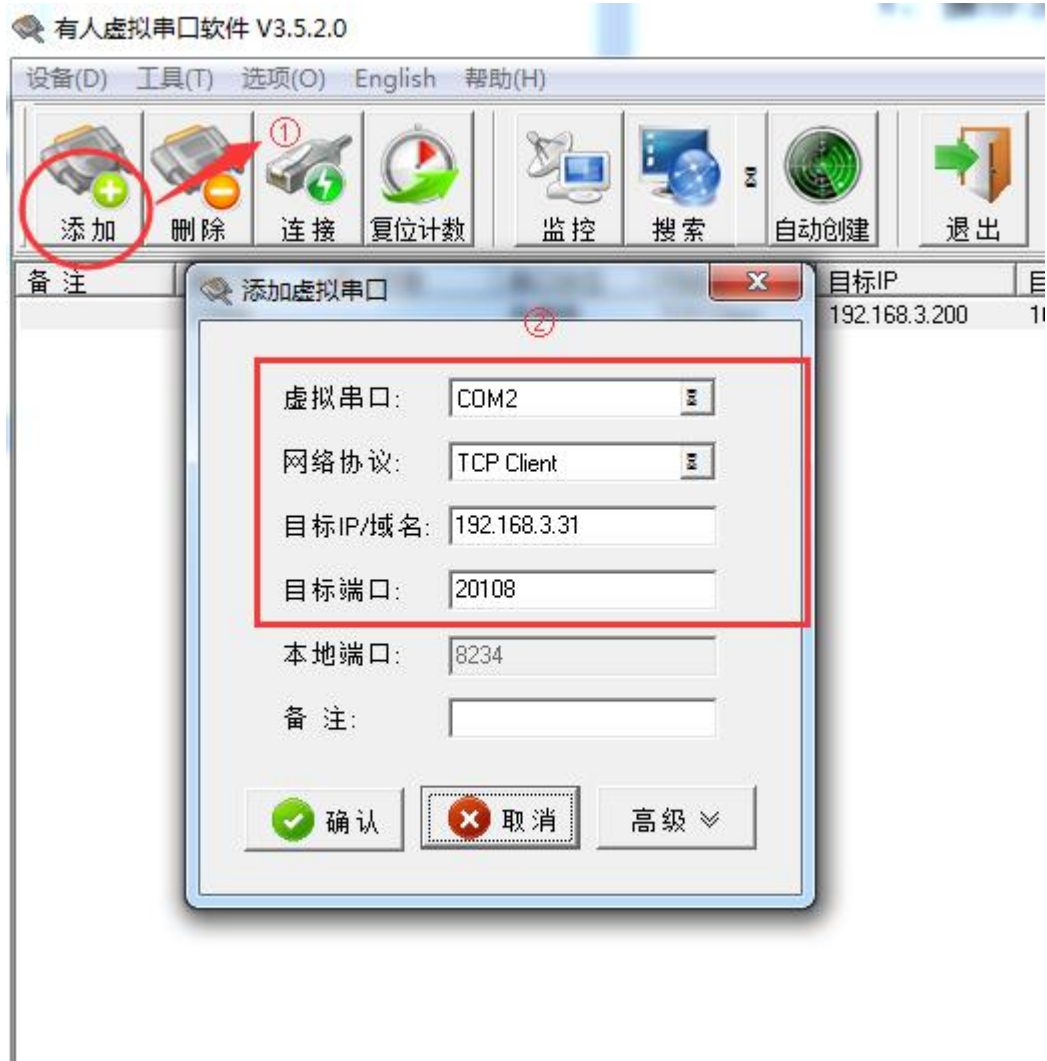 有人虚拟串口软件 V3.5.2.0
设备(D) 工具(T) 选项(O) English 帮助(H)
①
添加 删除 连接 复位计数 监控 搜索 自动创建 退出
备 注 目标IP 目
添加虚拟串口
192.168.3.200 10
②
虚拟串口: COM2
网络协议: TCP Client
目标IP/域名: 192.168.3.31
目标端口: 20108
本地端口: 8234
备 注:
确认 取消 高级